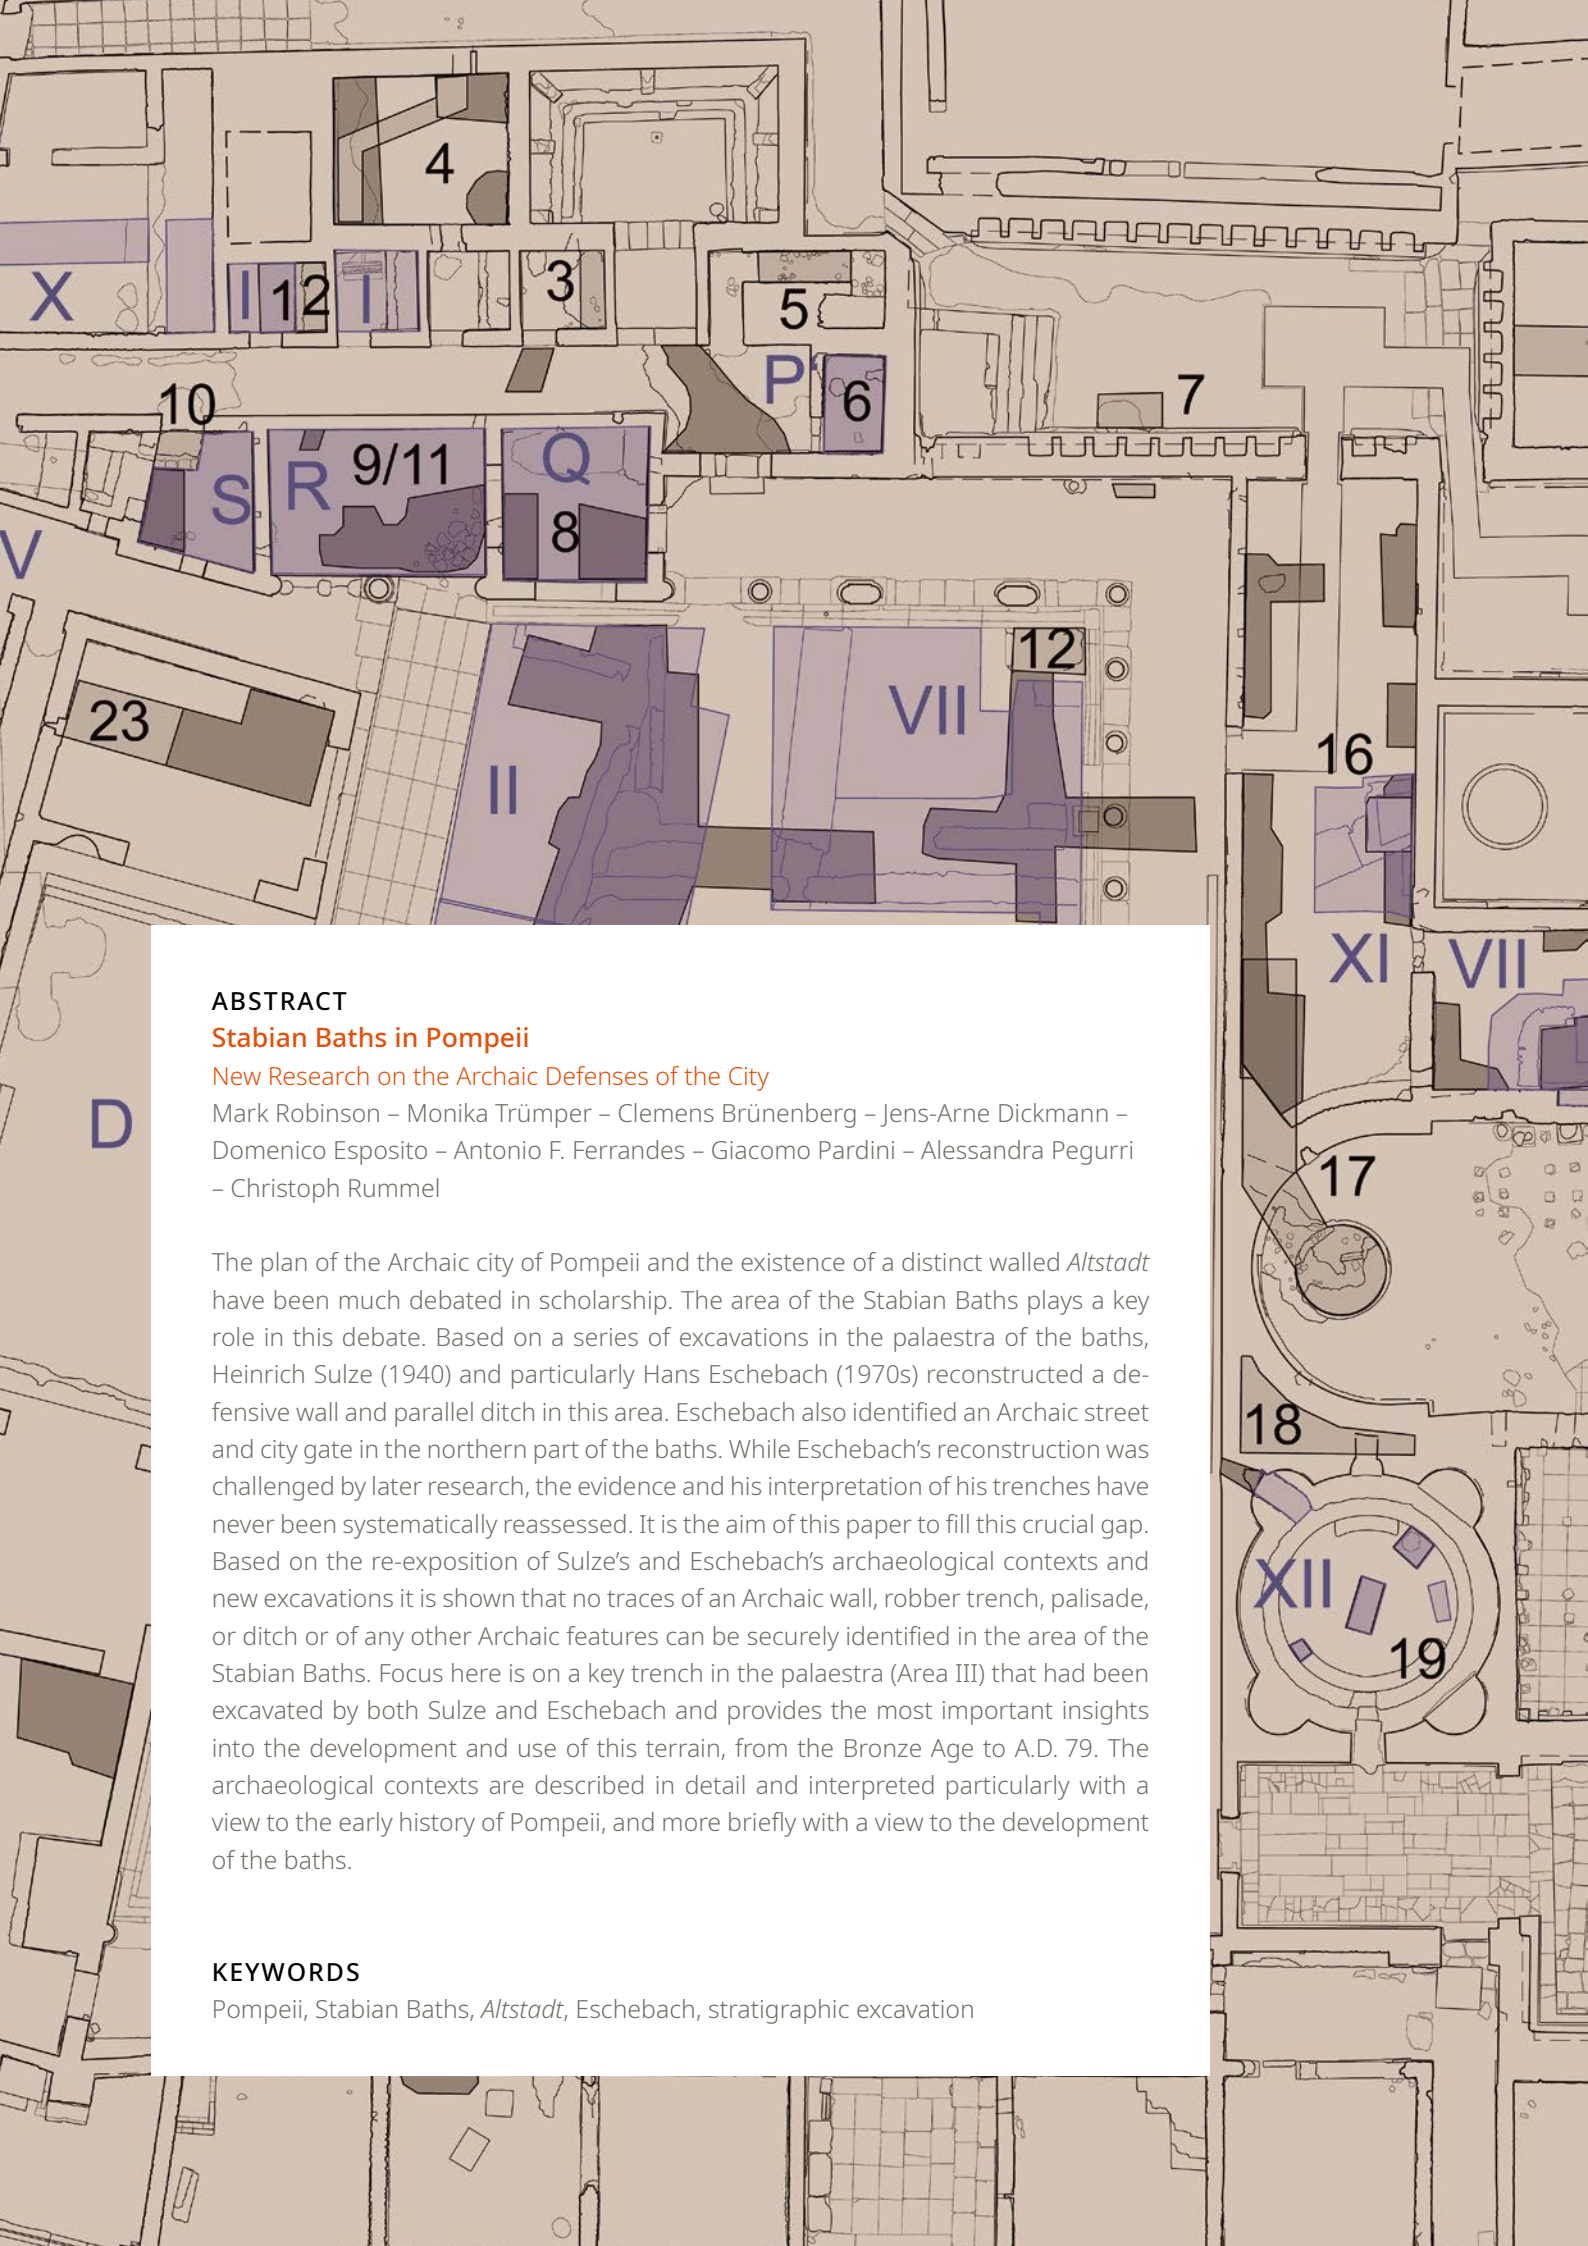 4
X
I
12
I
3
5
P'
6
7
10
S
R
9/11
Q
8
V
23
II
VII
12
16
XI
VII
D
17
18
XII
19
ABSTRACT
Stabian Baths in Pompeii
New Research on the Archaic Defenses of the City
Mark Robinson – Monika Trümper – Clemens Brünenberg – Jens-Arne Dickmann –
Domenico Esposito – Antonio F. Ferrandes – Giacomo Pardini – Alessandra Pegurri
– Christoph Rummel
The plan of the Archaic city of Pompeii and the existence of a distinct walled Altstadt
have been much debated in scholarship. The area of the Stabian Baths plays a key
role in this debate. Based on a series of excavations in the palaestra of the baths,
Heinrich Sulze (1940) and particularly Hans Eschebach (1970s) reconstructed a de-
fensive wall and parallel ditch in this area. Eschebach also identified an Archaic street
and city gate in the northern part of the baths. While Eschebach’s reconstruction was
challenged by later research, the evidence and his interpretation of his trenches have
never been systematically reassessed. It is the aim of this paper to fill this crucial gap.
Based on the re-exposition of Sulze’s and Eschebach’s archaeological contexts and
new excavations it is shown that no traces of an Archaic wall, robber trench, palisade,
or ditch or of any other Archaic features can be securely identified in the area of the
Stabian Baths. Focus here is on a key trench in the palaestra (Area III) that had been
excavated by both Sulze and Eschebach and provides the most important insights
into the development and use of this terrain, from the Bronze Age to A.D. 79. The
archaeological contexts are described in detail and interpreted particularly with a
view to the early history of Pompeii, and more briefly with a view to the development
of the baths.
KEYWORDS
Pompeii, Stabian Baths, Altstadt, Eschebach, stratigraphic excavation